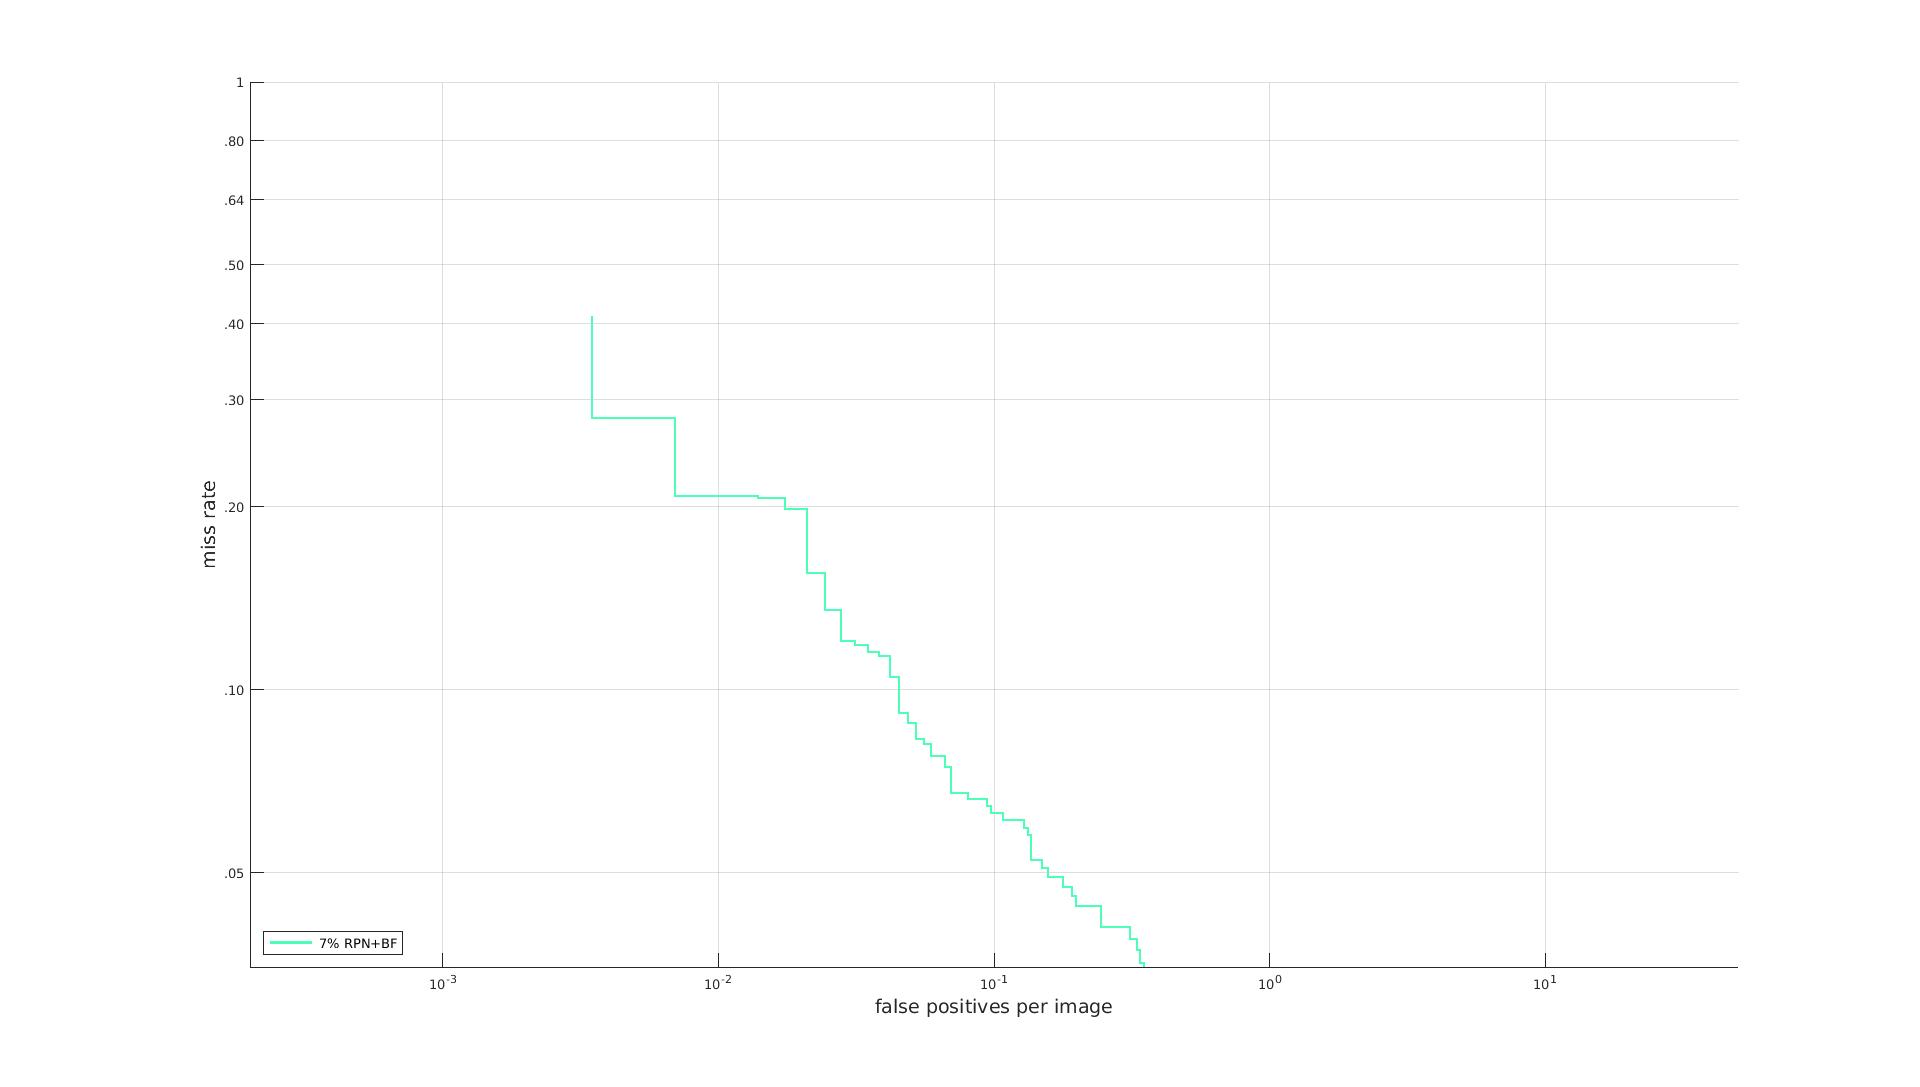 1
.80
.64
.50
.40
.30
.20
.10
.05
miss rate
7% RPN+BF
10-3 10-2 10-1 100 101
false positives per image